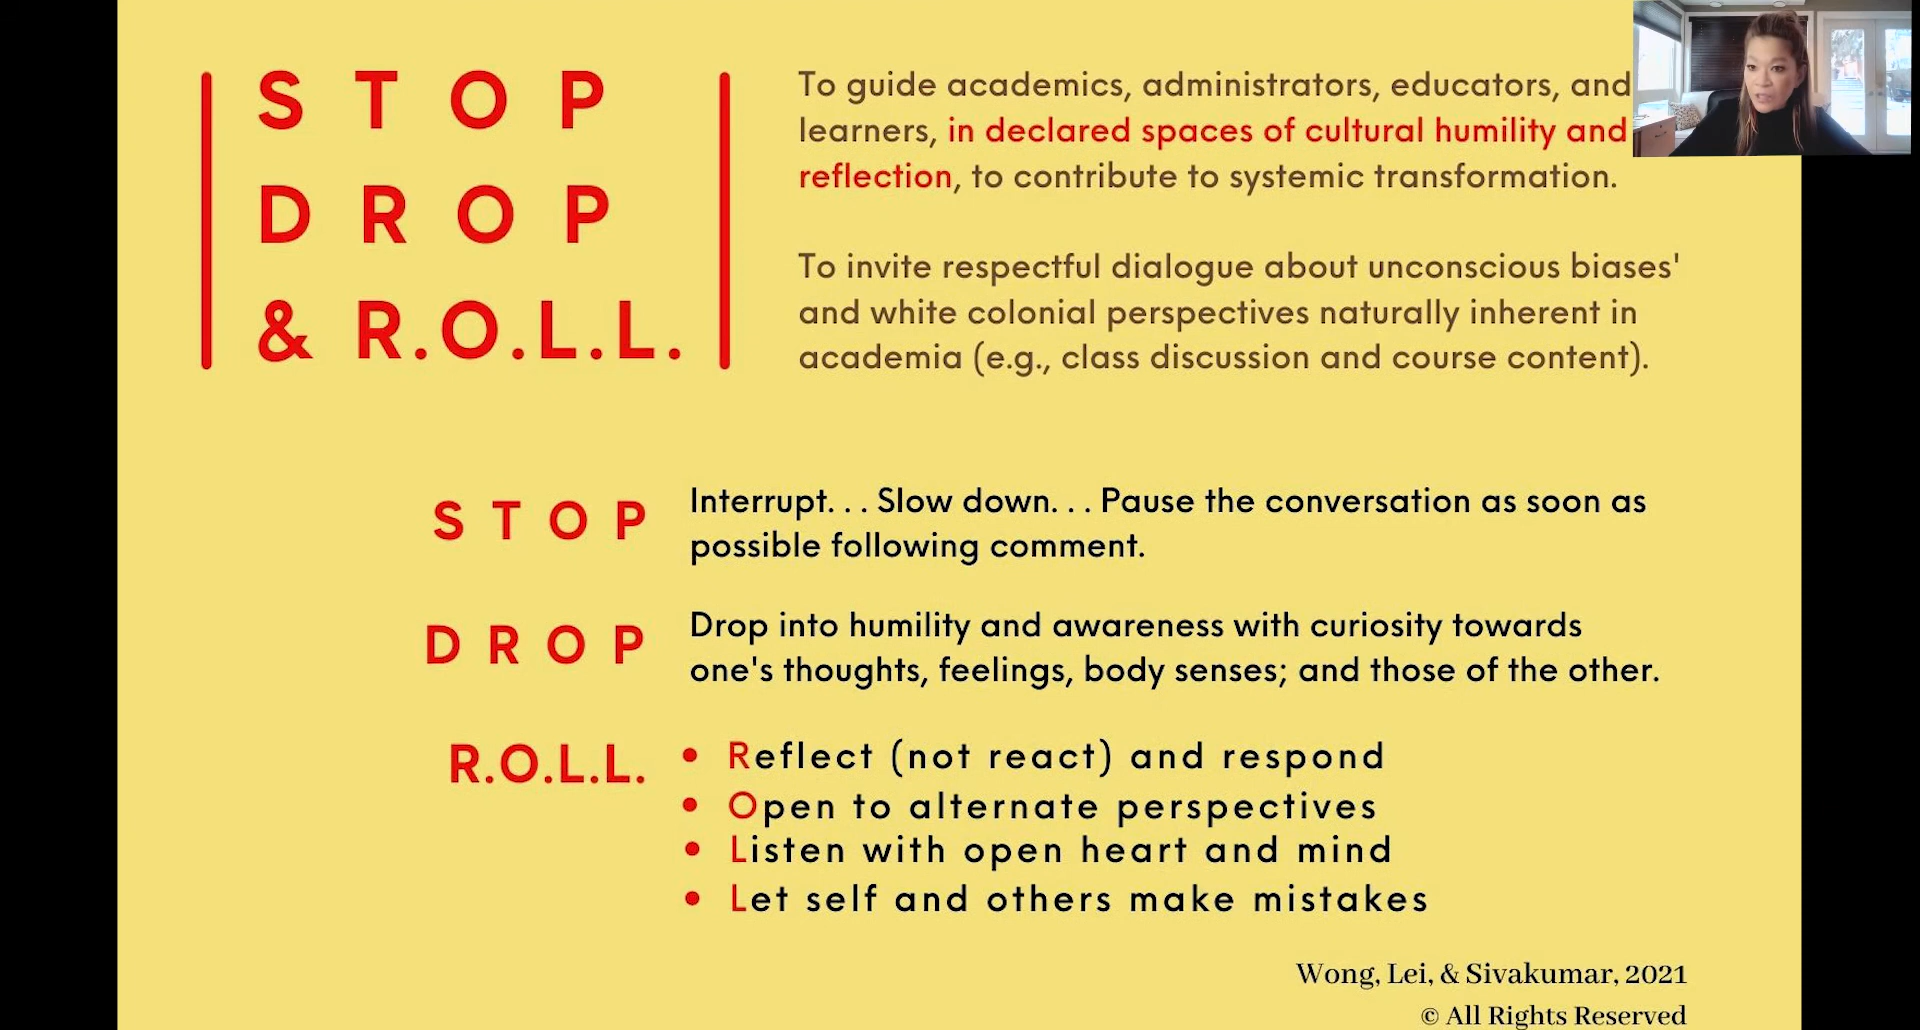 STOP
DROP
& R.O.L.L.
To guide academics, administrators, educators, and
learners, in declared spaces of cultural humility and
reflection, to contribute to systemic transformation.
To invite respectful dialogue about unconscious biases'
and white colonial perspectives naturally inherent in
academia (e.g., class discussion and course content).
STOP
Interrupt. . . Slow down. . . Pause the conversation as soon as
possible following comment.
DROP
Drop into humility and awareness with curiosity towards
one's thoughts, feelings, body senses; and those of the other.
R.O.L.L.
• Reflect (not react) and respond
• Open to alternate perspectives
• Listen with open heart and mind
• Let self and others make mistakes
Wong, Lei, & Sivakumar, 2021
© All Rights Reserved